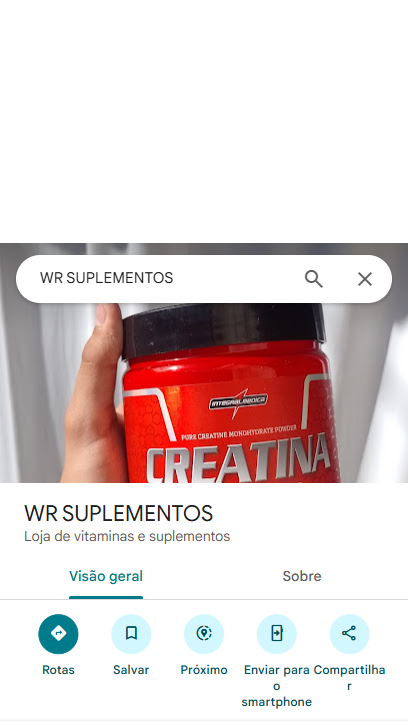 WR SUPLEMENTOS
INTEGRALMEDICA
PURE CREATINE MONOHYDRATE POWDER
CREATINA
WR SUPLEMENTOS
Loja de vitaminas e suplementos
Visão geral
Sobre
Rotas
Salvar
Próximo
Enviar para
o
smartphone
Compartilha
r